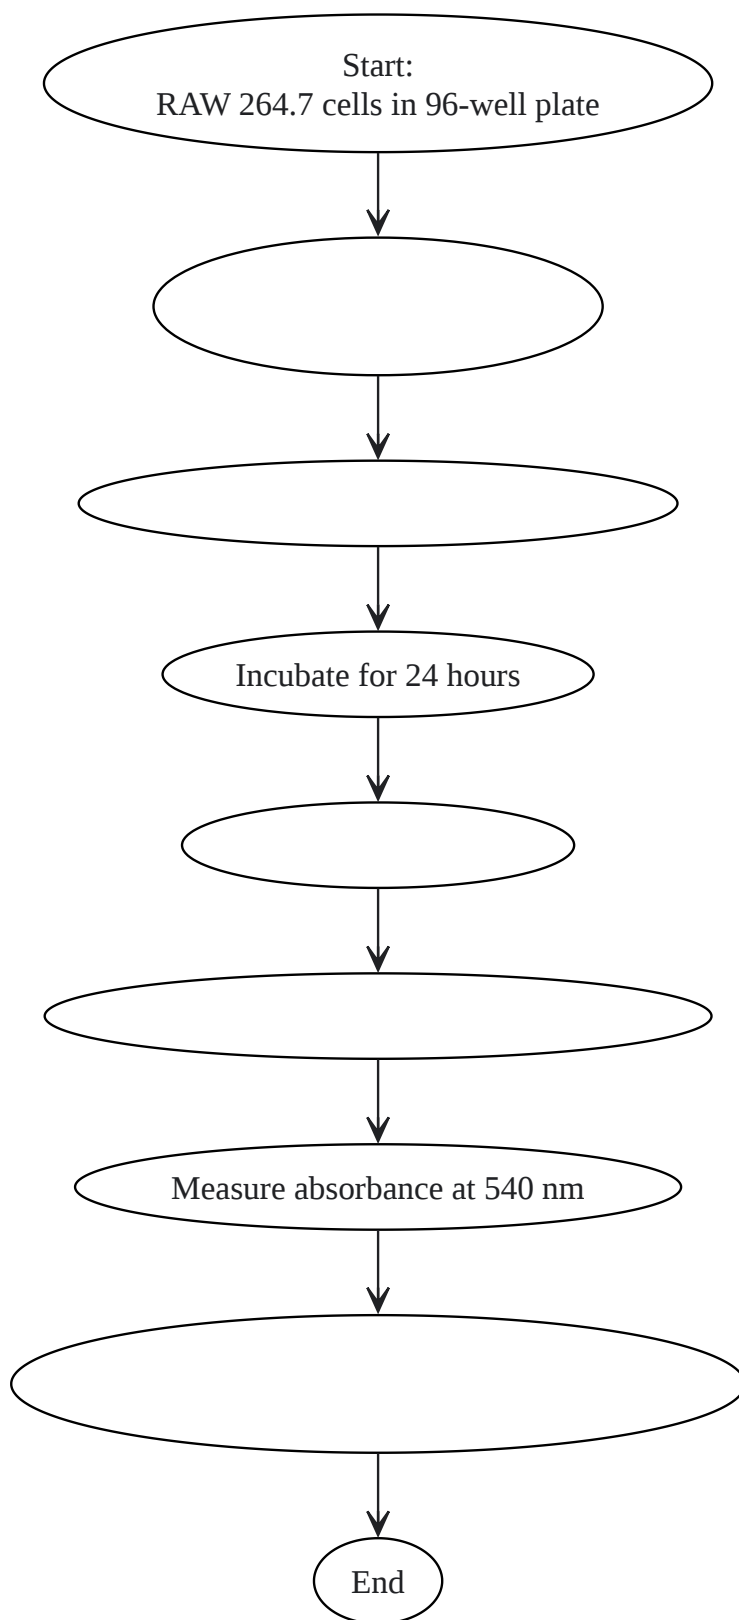 Start:
RAW 264.7 cells in 96-well plate
Incubate for 24 hours
Measure absorbance at 540 nm
End